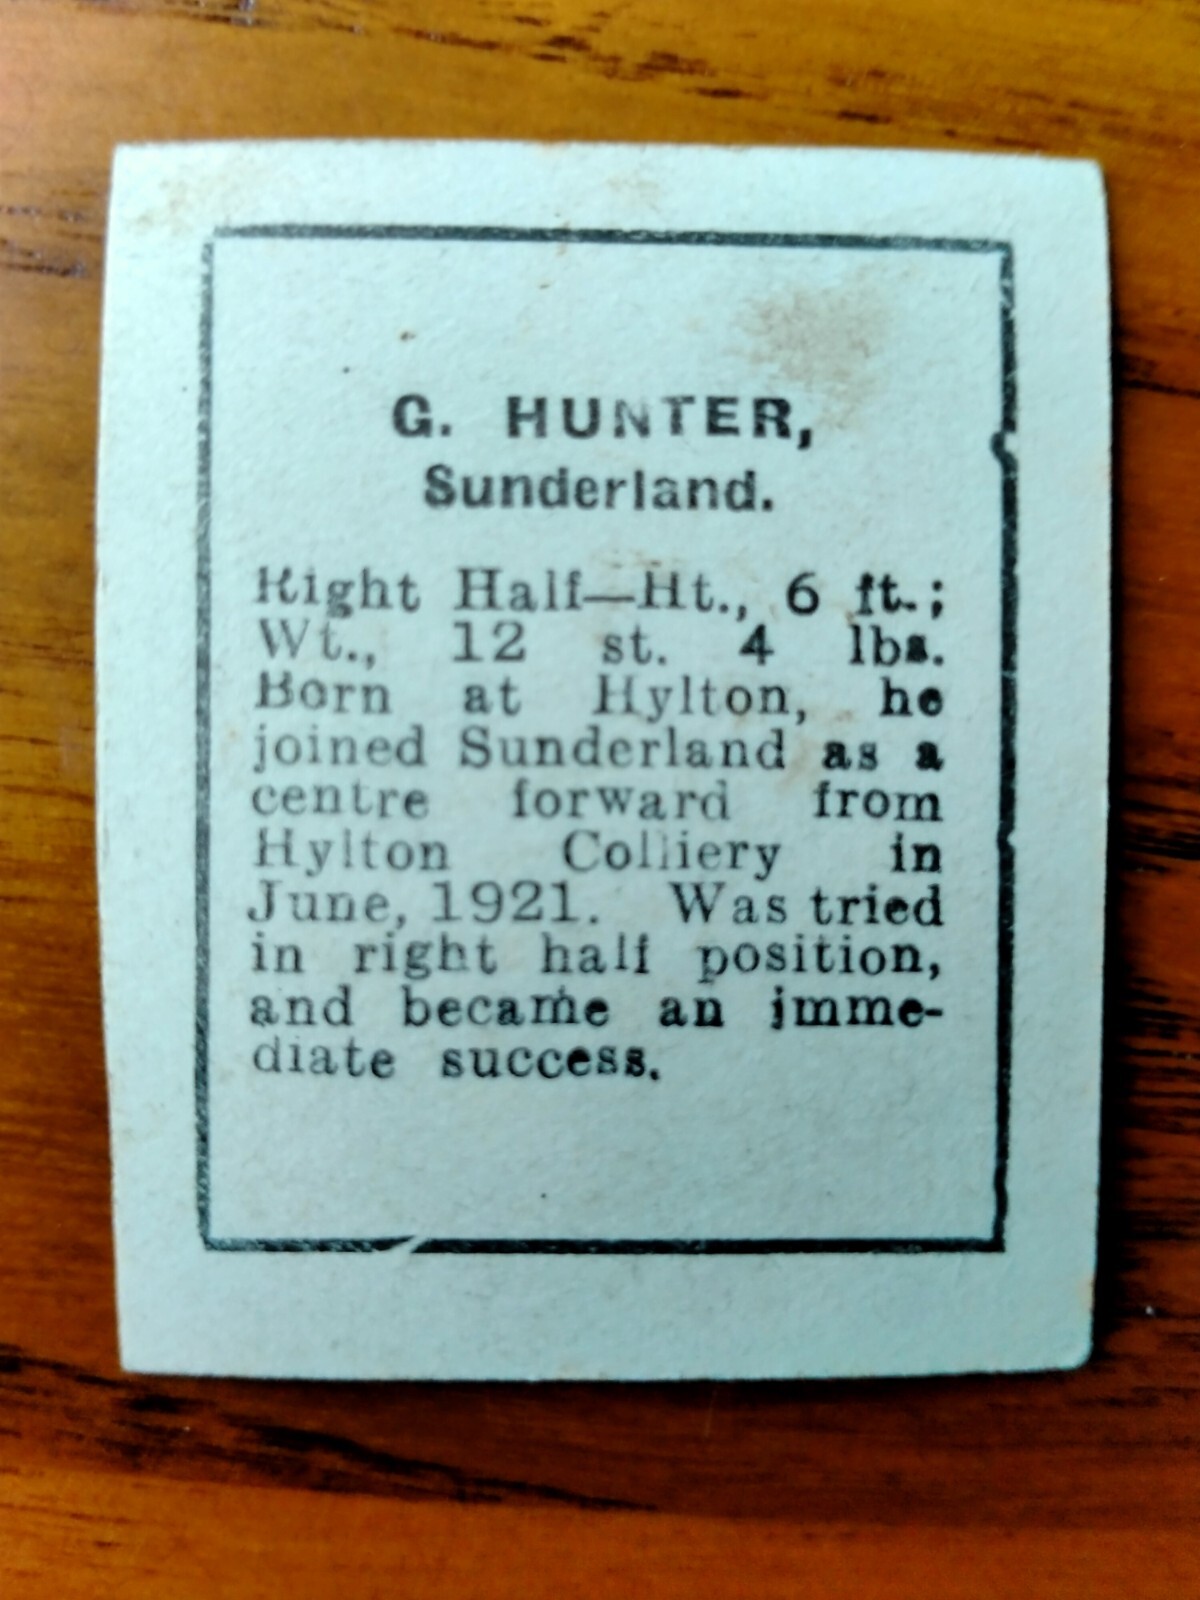 G. HUNTER,
Sunderland.
Right Half—Ht., 6 ft.;
Wt., 12 st. 4 lbs.
Born at Hylton, he
joined Sunderland as a
centre forward from
Hylton Colliery in
June, 1921. Was tried
in right half position,
and became an imme-
diate success.